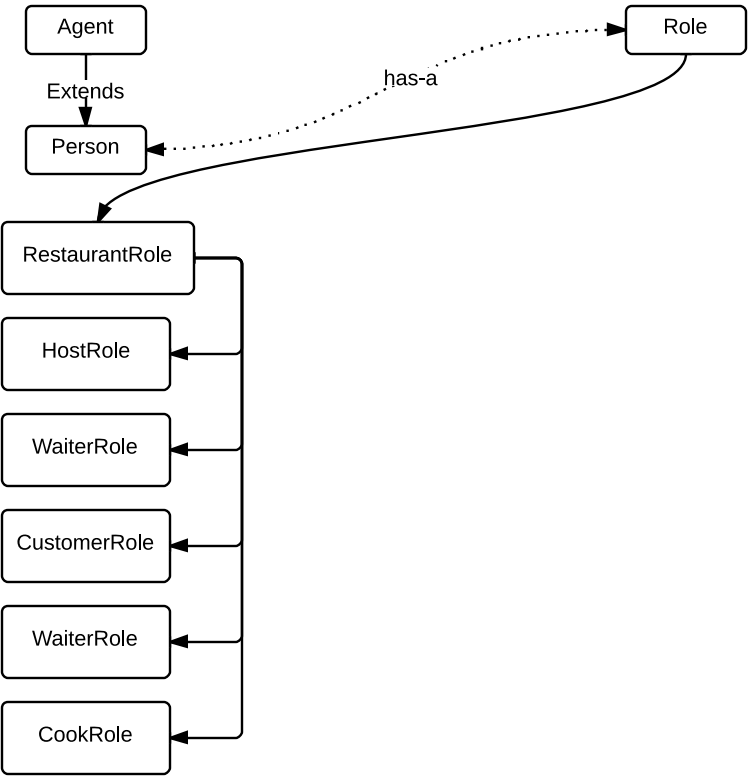 Agent
Role
has-a
Extends
Person
RestaurantRole
HostRole
WaiterRole
CustomerRole
WaiterRole
CookRole